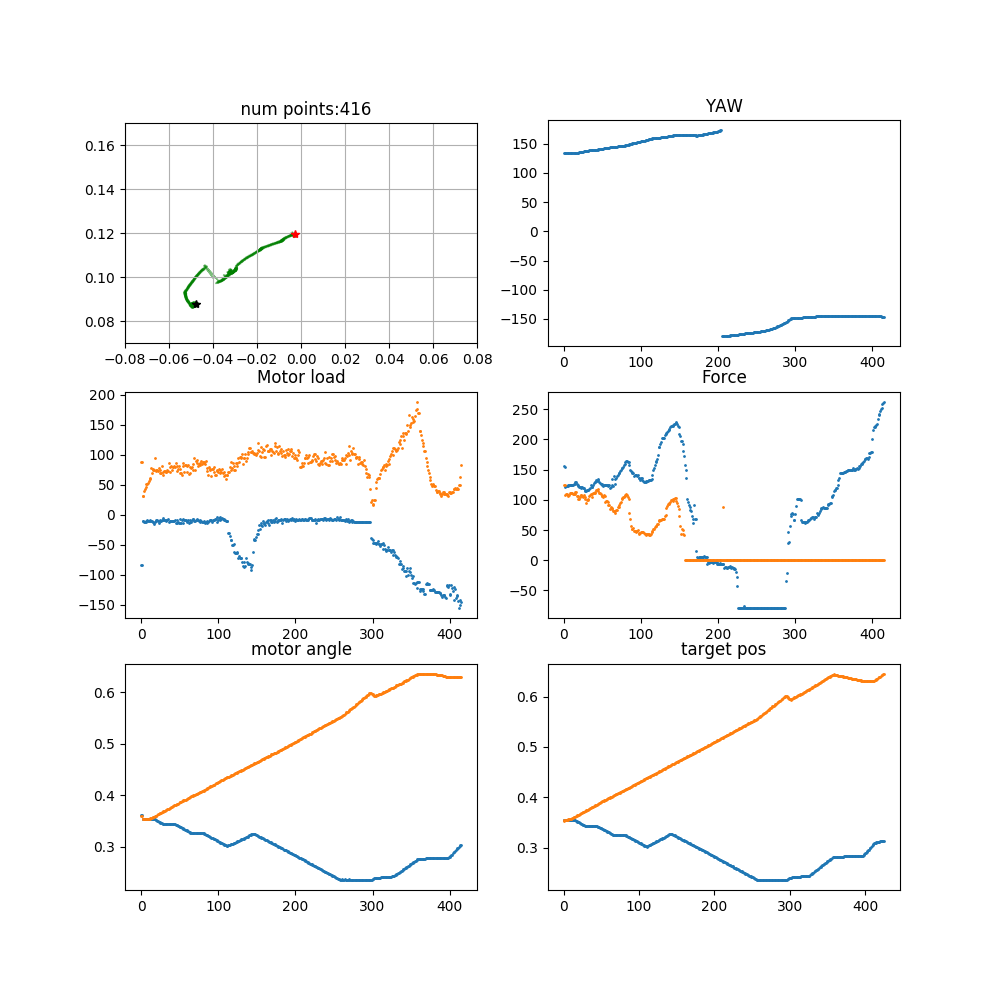 num points:416
0.16
0.14
0.12
0.10
0.08
−0.08 −0.06 −0.04 −0.02 0.00 0.02 0.04 0.06 0.08
YAW
150
100
50
0
−50
−100
−150
0 100 200 300 400
Motor load
200
150
100
50
0
−50
−100
−150
0 100 200 300 400
Force
250
200
150
100
50
0
−50
0 100 200 300 400
motor angle
0.6
0.5
0.4
0.3
0 100 200 300 400
target pos
0.6
0.5
0.4
0.3
0 100 200 300 400